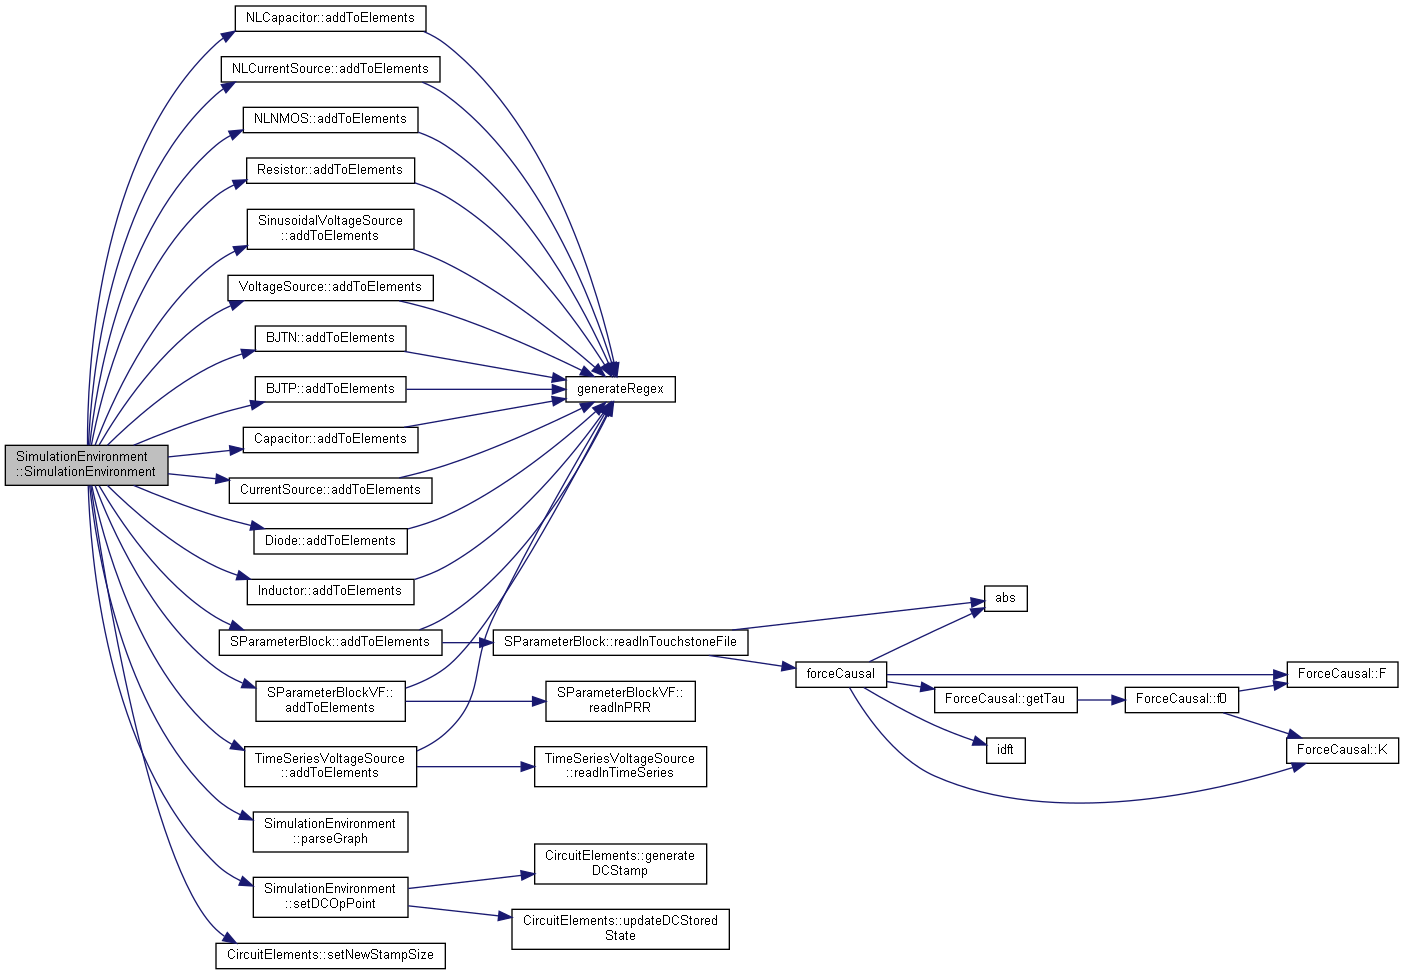 SimulationEnvironment
::SimulationEnvironment
NLCapacitor::addToElements
NLCurrentSource::addToElements
NLNMOS::addToElements
Resistor::addToElements
SinusoidalVoltageSource
::addToElements
VoltageSource::addToElements
BJTN::addToElements
BJTP::addToElements
Capacitor::addToElements
CurrentSource::addToElements
Diode::addToElements
Inductor::addToElements
SParameterBlock::addToElements
SParameterBlockVF::
addToElements
TimeSeriesVoltageSource
::addToElements
SimulationEnvironment
::parseGraph
SimulationEnvironment
::setDCOpPoint
CircuitElements::setNewStampSize
generateRegex
SParameterBlock::readInTouchstoneFile
SParameterBlockVF::
readInPRR
TimeSeriesVoltageSource
::readInTimeSeries
CircuitElements::generate
DCStamp
CircuitElements::updateDCStored
State
abs
forceCausal
ForceCausal::getTau
idft
ForceCausal::f0
ForceCausal::F
ForceCausal::K